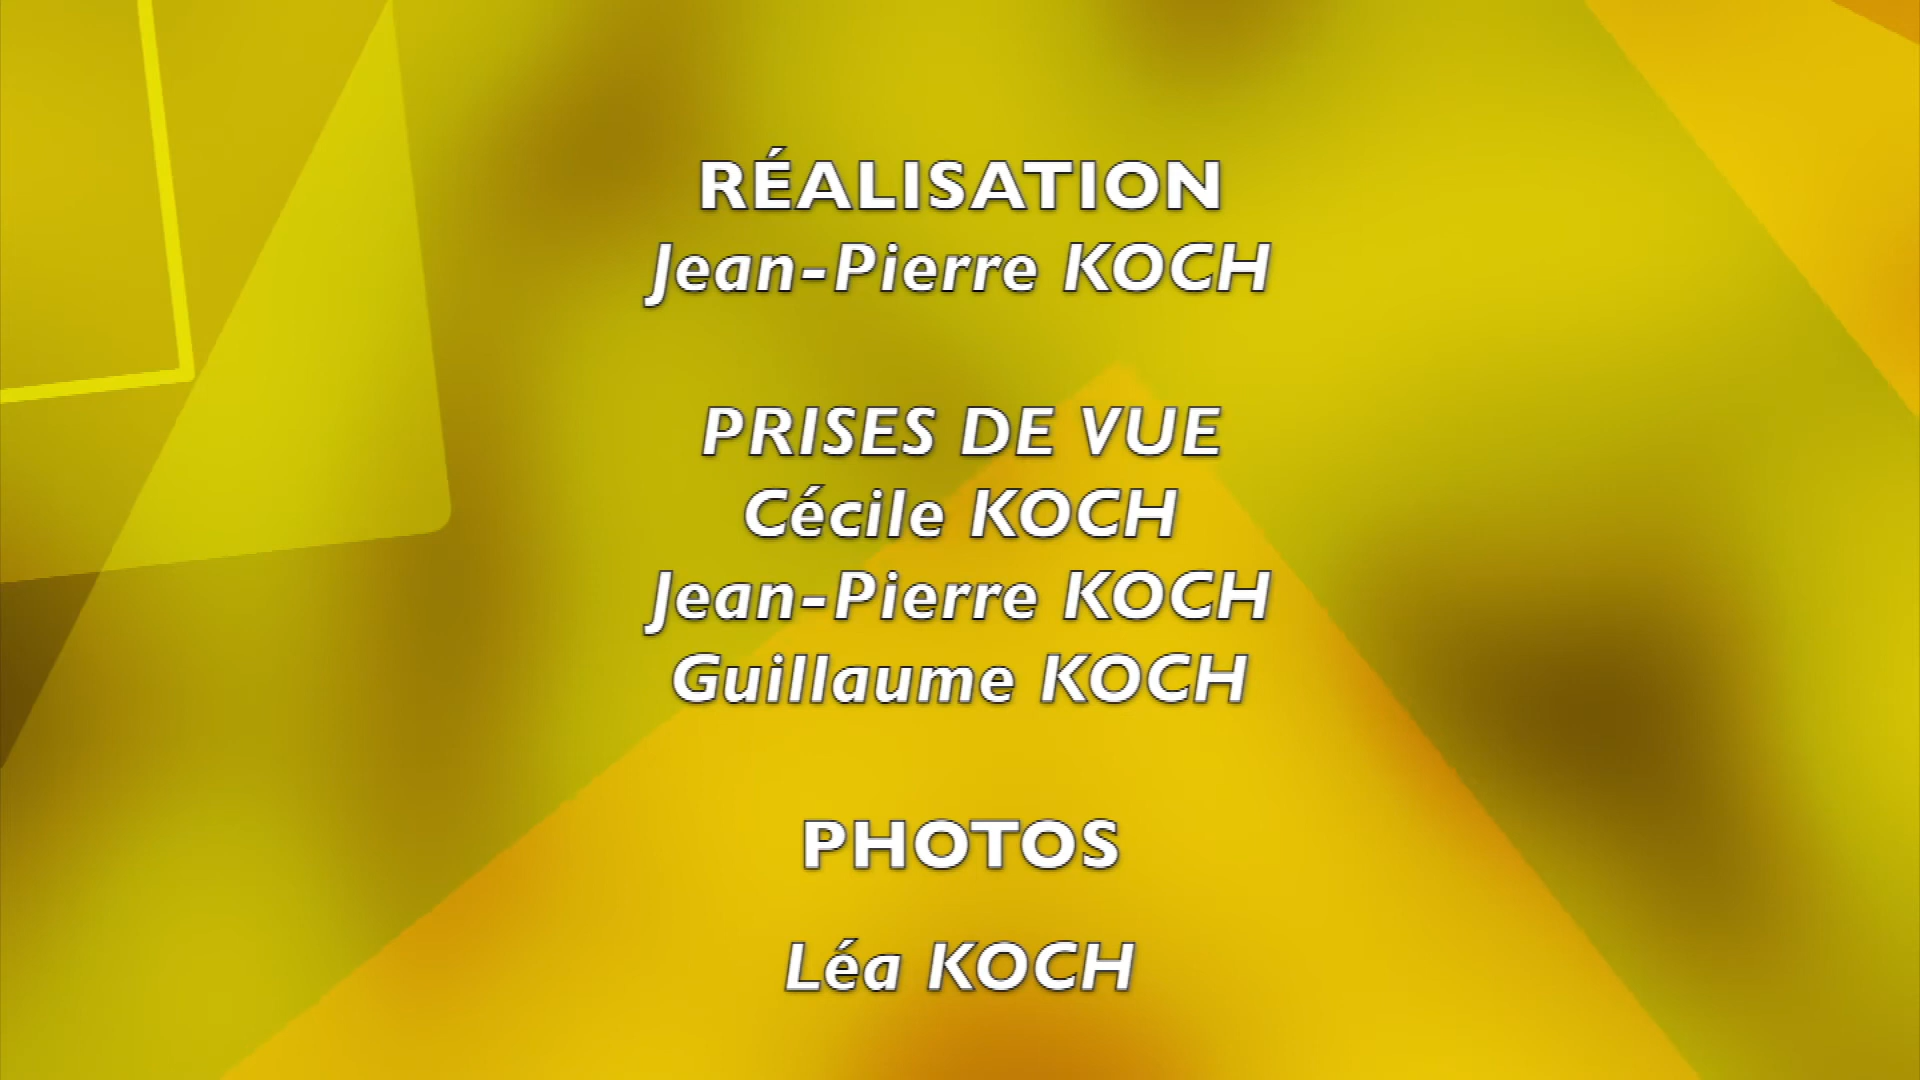 RÉALISATION
Jean-Pierre KOCH
PRISES DE VUE
Cécile KOCH
Jean-Pierre KOCH
Guillaume KOCH
PHOTOS
Léa KOCH